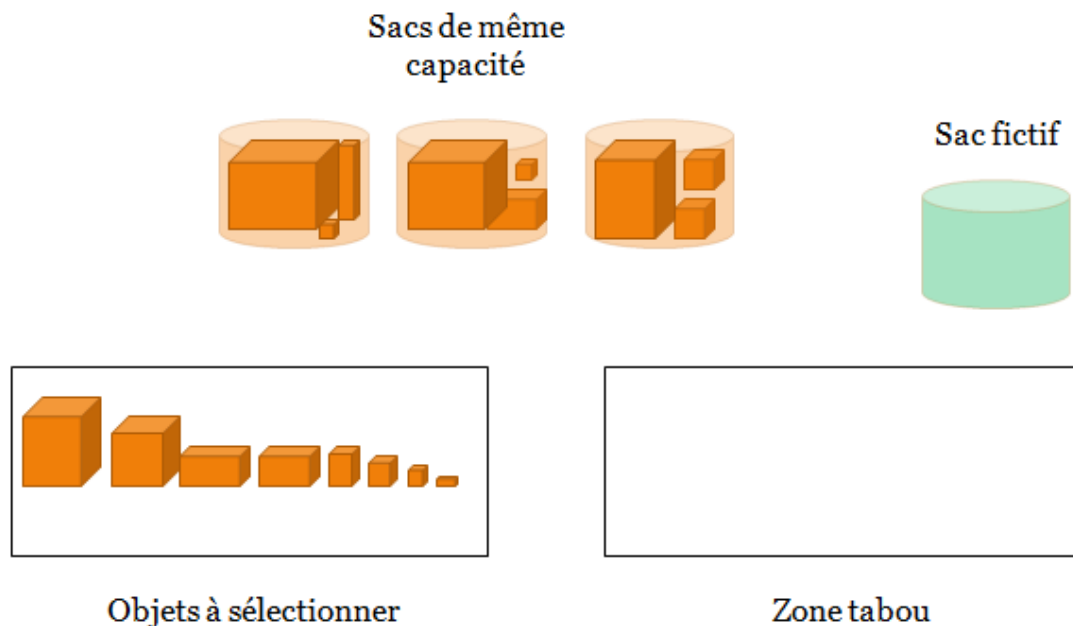 Sacs de même
capacité
Sac fictif
Objets à sélectionner
Zone tabou